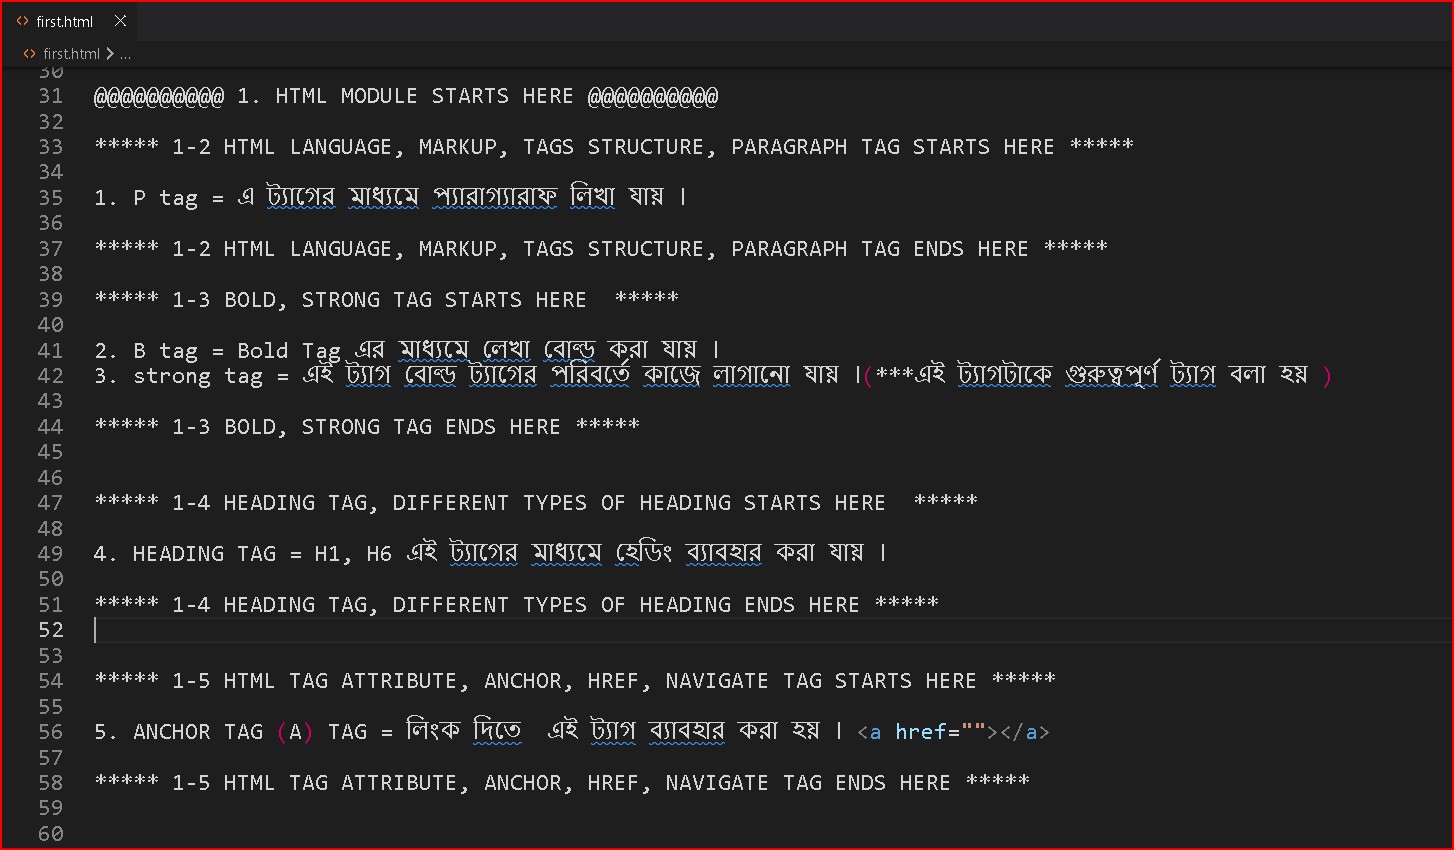 first.html
first.html > ...
30
31 @@@@@@@@@@ 1. HTML MODULE STARTS HERE @@@@@@@@@@
32
33 ***** 1-2 HTML LANGUAGE, MARKUP, TAGS STRUCTURE, PARAGRAPH TAG STARTS HERE *****
34
35 1. P tag = এ ট্যাগের মাধ্যমে প্যারাগ্যারাফ লিখা যায় ।
36
37 ***** 1-2 HTML LANGUAGE, MARKUP, TAGS STRUCTURE, PARAGRAPH TAG ENDS HERE *****
38
39 ***** 1-3 BOLD, STRONG TAG STARTS HERE  *****
40
41 2. B tag = Bold Tag এর মাধ্যমে লেখা বোল্ড করা যায় ।
42 3. strong tag = এই ট্যাগ বোল্ড ট্যাগের পরিবর্তে কাজে লাগানো যায় ।(***এই ট্যাগটাকে গুরুত্বপূর্ণ ট্যাগ বলা হয় )
43
44 ***** 1-3 BOLD, STRONG TAG ENDS HERE *****
45
46
47 ***** 1-4 HEADING TAG, DIFFERENT TYPES OF HEADING STARTS HERE  *****
48
49 4. HEADING TAG = H1, H6 এই ট্যাগের মাধ্যমে হেডিং ব্যাবহার করা যায় ।
50
51 ***** 1-4 HEADING TAG, DIFFERENT TYPES OF HEADING ENDS HERE *****
52
53
54 ***** 1-5 HTML TAG ATTRIBUTE, ANCHOR, HREF, NAVIGATE TAG STARTS HERE *****
55
56 5. ANCHOR TAG (A) TAG = লিংক দিতে  এই ট্যাগ ব্যাবহার করা হয় । <a href=""></a>
57
58 ***** 1-5 HTML TAG ATTRIBUTE, ANCHOR, HREF, NAVIGATE TAG ENDS HERE *****
59
60